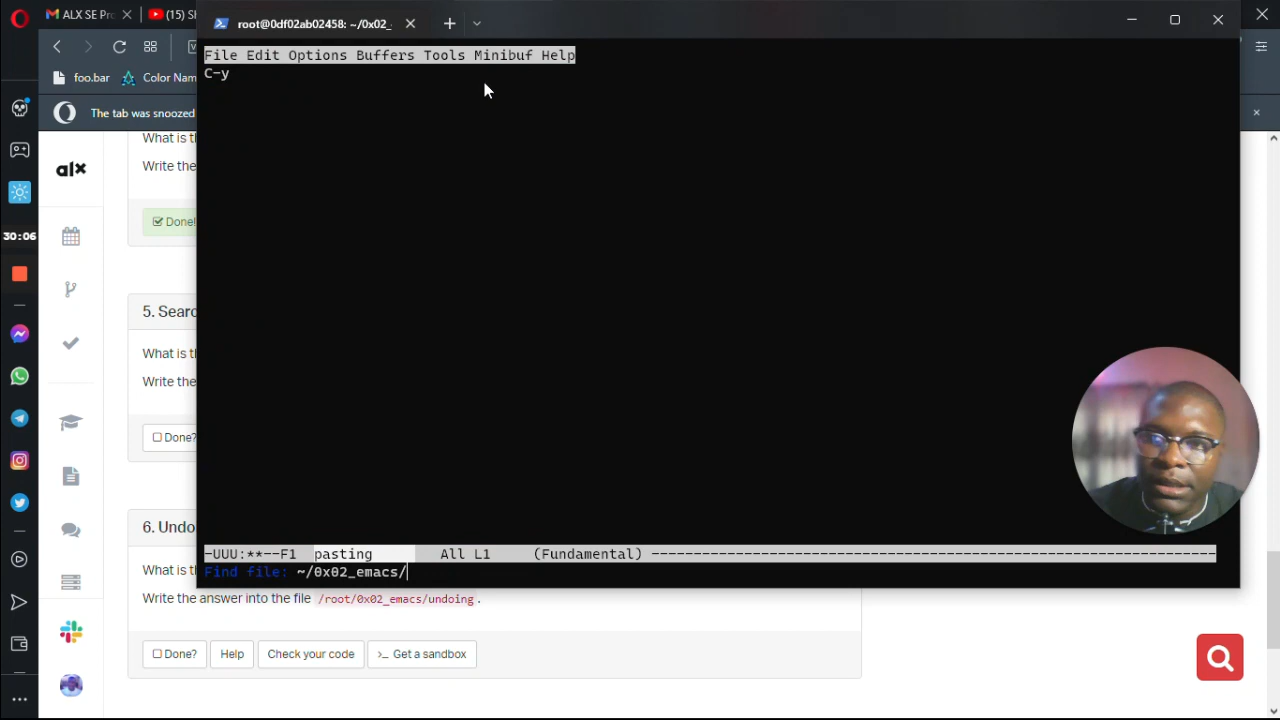 ALX SE Pr
(15) Sl
root@0df02ab02458: ~/0x02_
foo.bar
Color Nam
The tab was snoozed
File Edit Options Buffers Tools Minibuf Help
C-y
What is t
Write the
alx
Done!
30:06
5. Searc
What is t
Write the
Done?
6. Undo
-UUU:**--F1  pasting        All L1     (Fundamental) -------------------------------------------------------------------
Find file: ~/0x02_emacs/
What is t
Write the answer into the file /root/0x02_emacs/undoing.
Done?
Help
Check your code
>_ Get a sandbox